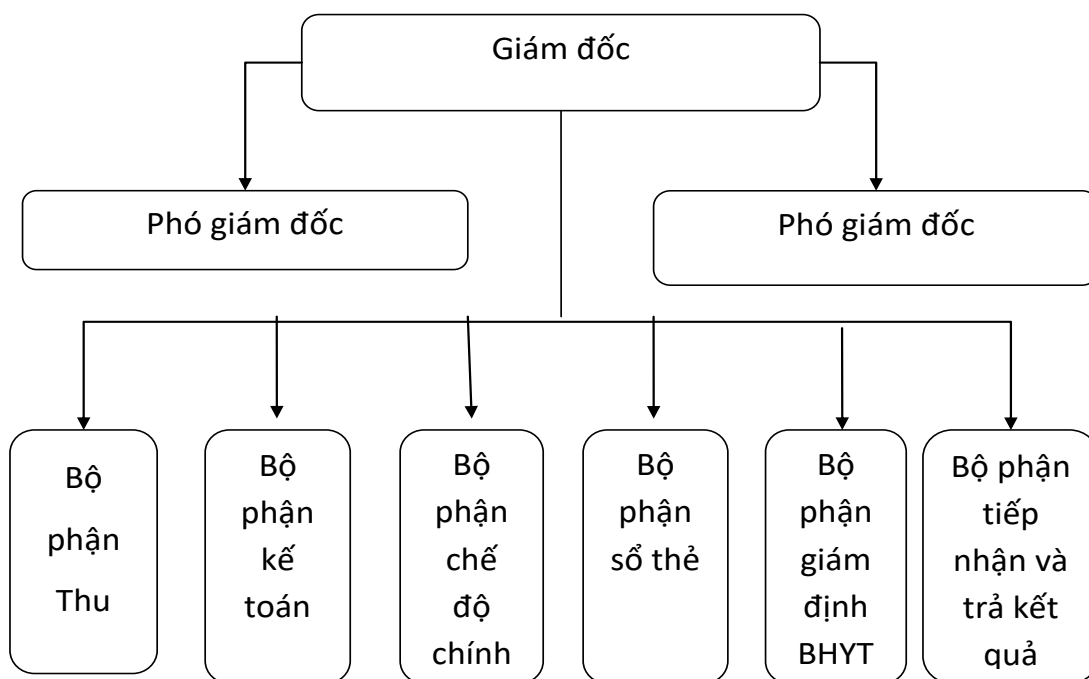 Giám đốc
Phó giám đốc
Phó giám đốc
Bộ
phận
Thu
Bộ
phận
kế
toán
Bộ
phận
chế
độ
chính
Bộ
phận
sổ thẻ
Bộ
phận
giám
định
BHYT
Bộ phận
tiếp
nhận và
trả kết
quả